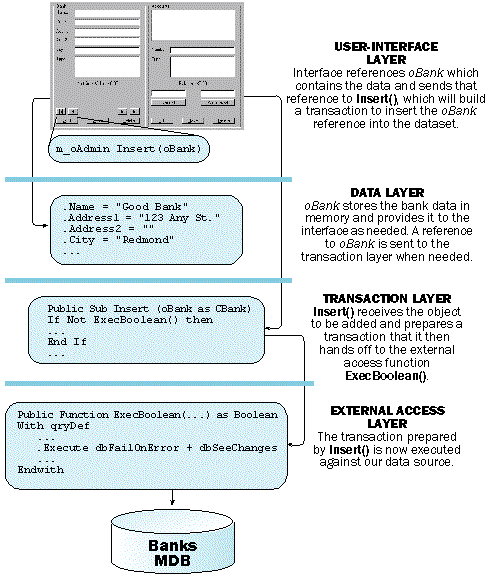 USER-INTERFACE
LAYER
Interface references oBank which
contains the data and sends that
reference to Insert(), which will build
a transaction to insert the oBank
reference into the dataset.
m_oAdmin Insert(oBank)
DATA LAYER
oBank stores the bank data in
memory and provides it to the
interface as needed. A reference
to oBank is sent to the
transaction layer when needed.
.Name = "Good Bank"
.Address1 = "123 Any St."
.Address2 = ""
.City = "Redmond"
...
TRANSACTION LAYER
Insert() receives the object
to be added and prepares a
transaction that it then
hands off to the external
access function
ExecBoolean().
Public Sub Insert (oBank as CBank)
If Not ExecBoolean() then
...
End If
...
EXTERNAL ACCESS
LAYER
The transaction prepared
by Insert() is now executed
against our data source.
Public Function ExecBoolean(...) as Boolean
With qryDef
...
.Execute dbFailOnError + dbSeeChanges
...
Endwith
Banks
MDB